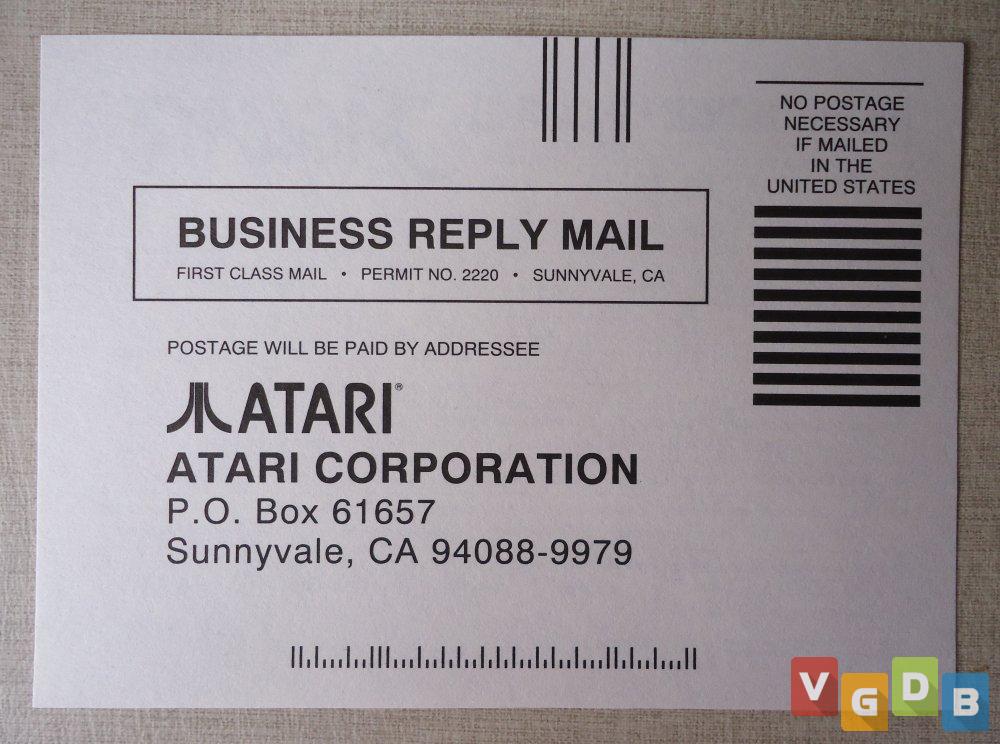 NO POSTAGE
NECESSARY
IF MAILED
IN THE
UNITED STATES
BUSINESS REPLY MAIL
FIRST CLASS MAIL • PERMIT NO. 2220 • SUNNYVALE, CA
POSTAGE WILL BE PAID BY ADDRESSEE
ATARI®
ATARI CORPORATION
P.O. Box 61657
Sunnyvale, CA 94088-9979
VGDB